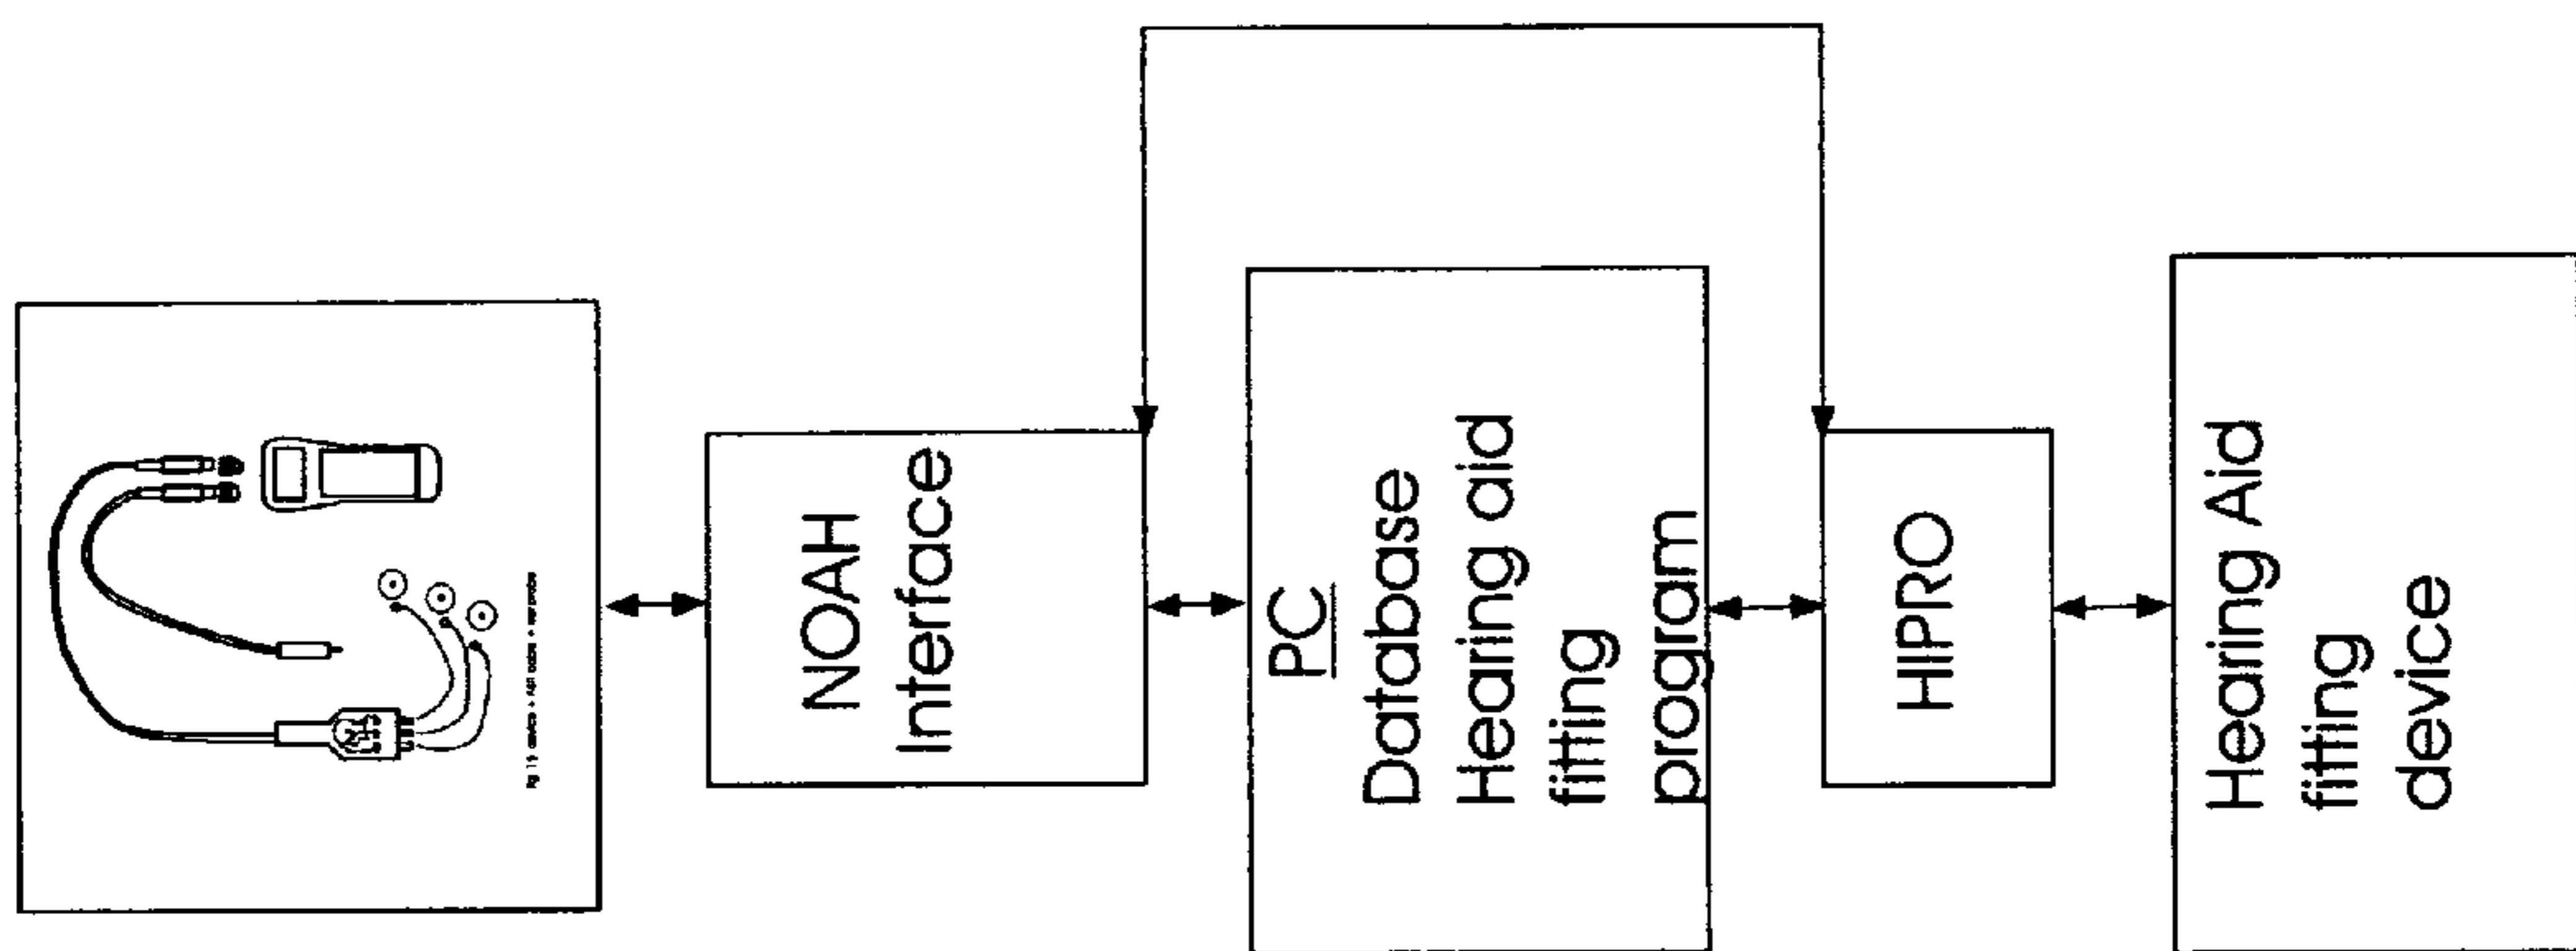 NOAH
Interface
PC
Database
Hearing aid
fitting
program
HIPRO
Hearing Aid
fitting
device